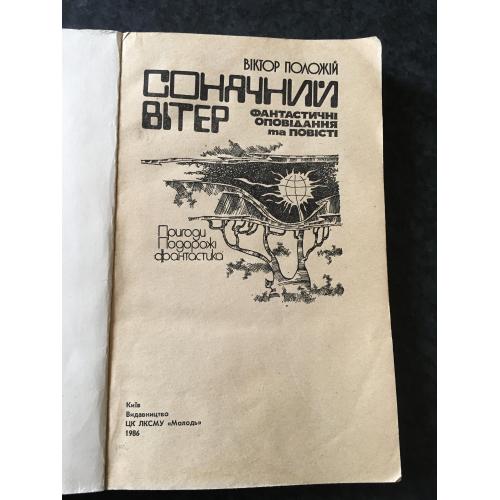 ВІКТОР ПОЛОЖІЙ
СОНЯЧНИЙ
ВІТЕР
ФАНТАСТИЧНІ
ОПОВІДАННЯ
та ПОВІСТІ
Пригоди
Подорожі
фантастика
Київ
Видавництво
ЦК ЛКСМУ «Молодь»
1986